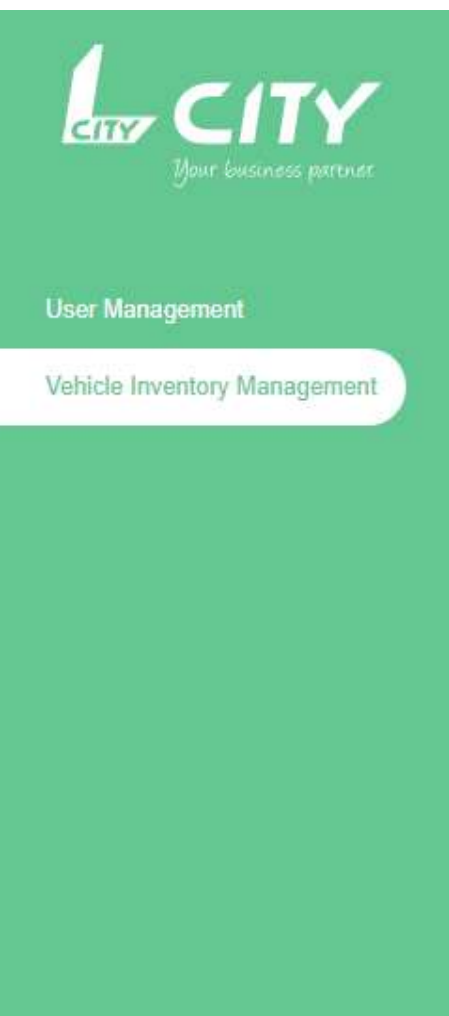 CITY
CITY
Your business partner
User Management
Vehicle Inventory Management